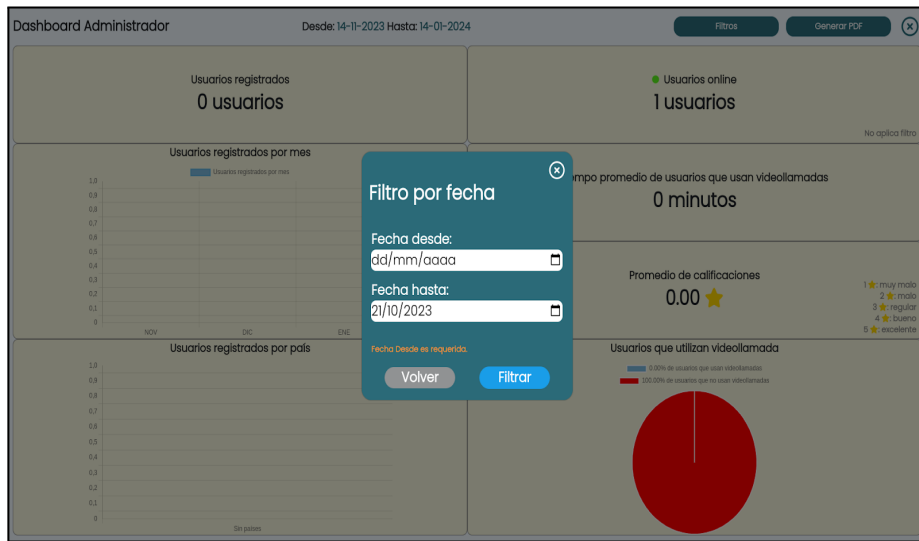 Dashboard Administrador
Desde: 14-11-2023 Hasta: 14-01-2024
Filtros
Generar PDF
Usuarios registrados
0 usuarios
Usuarios online
1 usuarios
No aplica filtro
Usuarios registrados por mes
Usuarios registrados por mes
1,0
0,9
0,8
0,7
0,6
0,5
0,4
0,3
0,2
0,1
0
NOV DIC ENE
mpo promedio de usuarios que usan videollamadas
0 minutos
Filtro por fecha
Fecha desde:
dd/mm/aaaa
Fecha hasta:
21/10/2023
Fecha Desde es requerida.
Volver Filtrar
Promedio de calificaciones
0.00
1 ⭐: muy malo
2 ⭐: malo
3 ⭐: regular
4 ⭐: bueno
5 ⭐: excelente
Usuarios registrados por país
1,0
0,9
0,8
0,7
0,6
0,5
0,4
0,3
0,2
0,1
0
Sin países
Usuarios que utilizan videollamada
0.00% de usuarios que usan videollamadas
100.00% de usuarios que no usan videollamadas